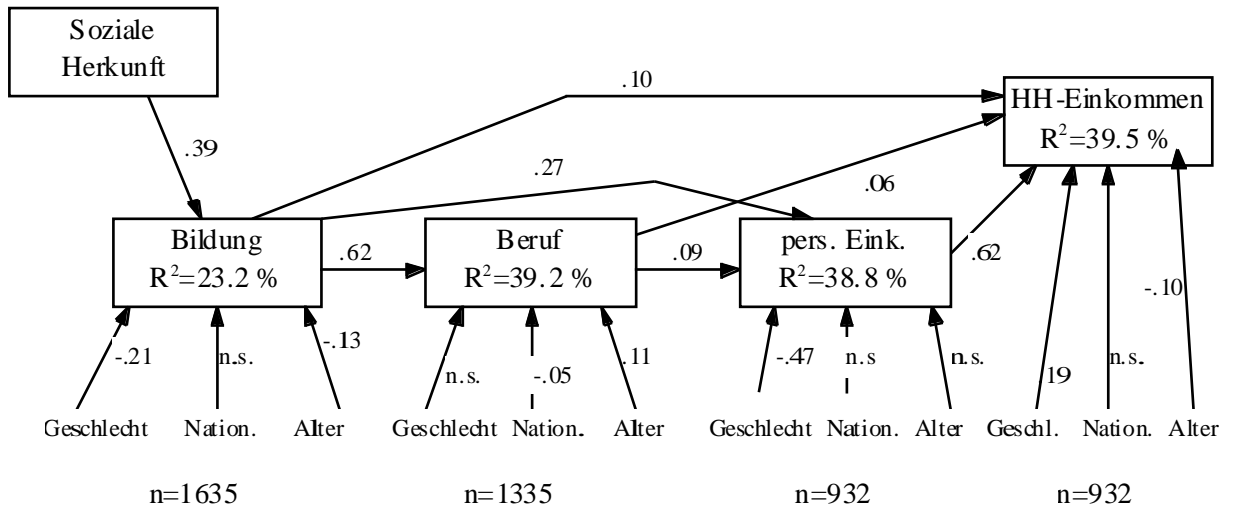 Soziale
Herkunft
.10
HH-Einkommen
R²=39.5 %
.39
.27
.06
-.10
Bildung
R²=23.2 %
.62
Beruf
R²=39.2 %
.09
pers. Eink.
R²=38.8 %
.62
-.21
n.s.
-.13
n.s.
-.05
.11
-.47
n.s
n.s.
.19
n.s.
Geschlecht Nation. Alter
Geschlecht Nation. Alter
Geschlecht Nation. Alter
Geschl. Nation. Alter
n=1635
n=1335
n=932
n=932